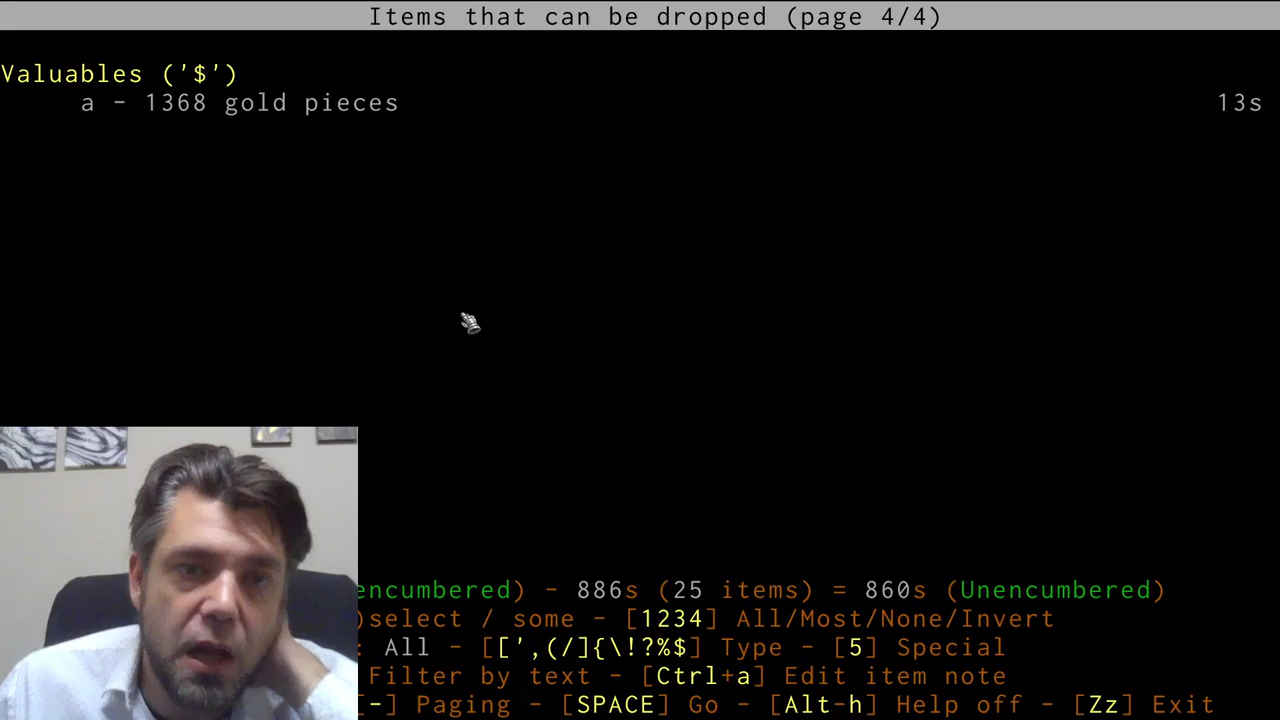 Items that can be dropped (page 4/4)
Valuables ('$')
a - 1368 gold pieces 13s
encumbered) - 886s (25 items) = 860s (Unencumbered)
)select / some - [1234] All/Most/None/Invert
: All - [[',(/]{\!?%$] Type - [5] Special
Filter by text - [Ctrl+a] Edit item note
[-] Paging - [SPACE] Go - [Alt-h] Help off - [Zz] Exit